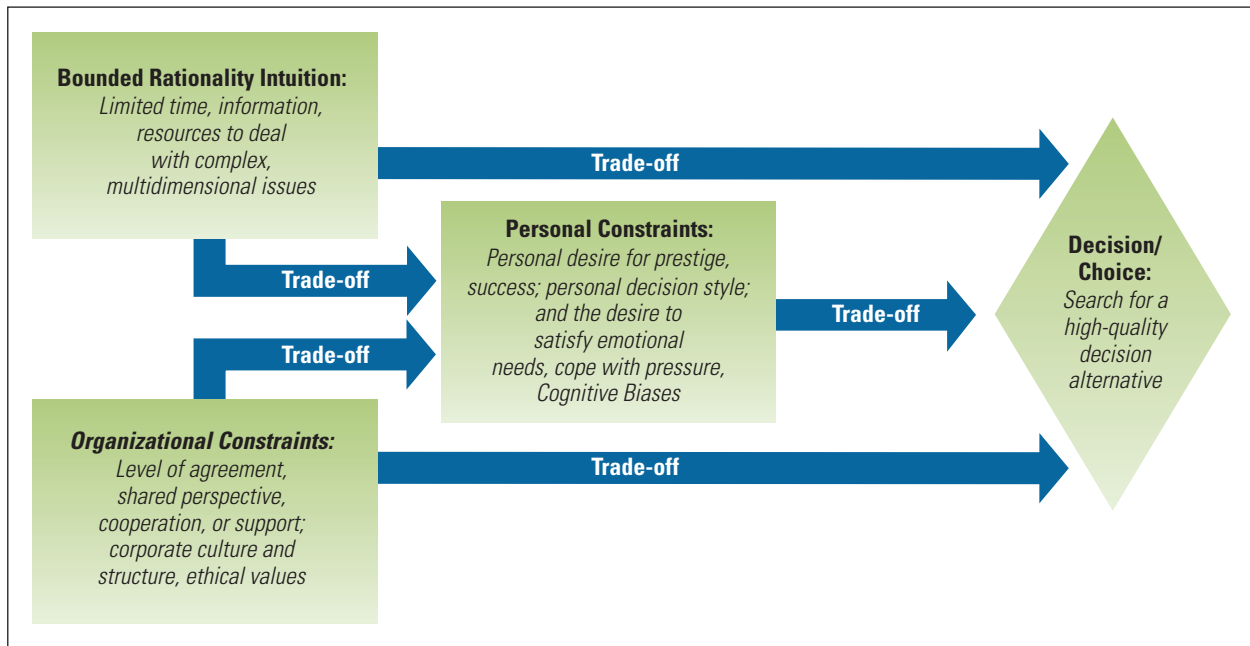 Bounded Rationality Intuition:
Limited time, information,
resources to deal
with complex,
multidimensional issues
Trade-off
Trade-off
Personal Constraints:
Personal desire for prestige,
success; personal decision style;
and the desire to
satisfy emotional
needs, cope with pressure,
Cognitive Biases
Trade-off
Decision/
Choice:
Search for a
high-quality
decision
alternative
Trade-off
Organizational Constraints:
Level of agreement,
shared perspective,
cooperation, or support;
corporate culture and
structure, ethical values
Trade-off